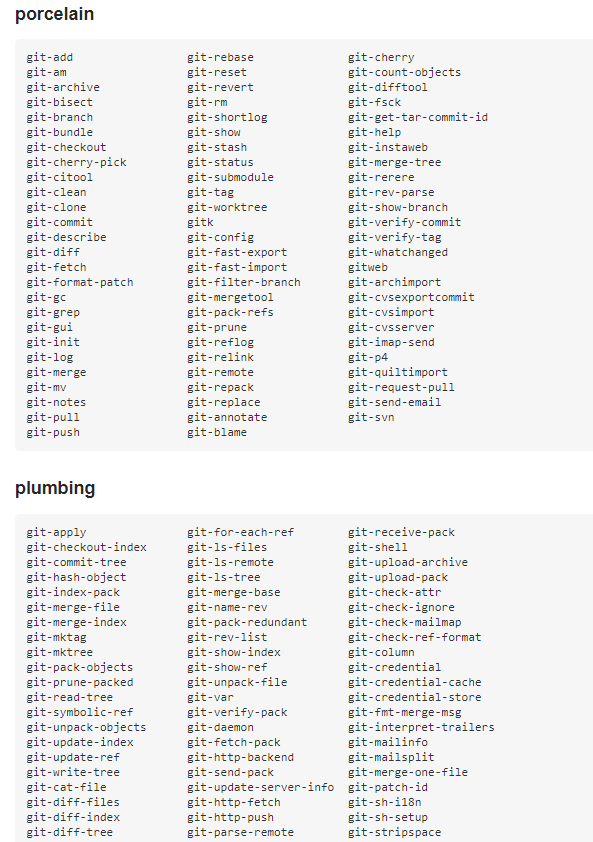 porcelain
git-add git-rebase git-cherry
git-am git-reset git-count-objects
git-archive git-revert git-difftool
git-bisect git-rm git-fsck
git-branch git-shortlog git-get-tar-commit-id
git-bundle git-show git-help
git-checkout git-stash git-instaweb
git-cherry-pick git-status git-merge-tree
git-citool git-submodule git-rerere
git-clean git-tag git-rev-parse
git-clone git-worktree git-show-branch
git-commit gitk git-verify-commit
git-describe git-config git-verify-tag
git-diff git-fast-export git-whatchanged
git-fetch git-fast-import gitweb
git-format-patch git-filter-branch git-archimport
git-gc git-mergetool git-cvsexportcommit
git-grep git-pack-refs git-cvsimport
git-gui git-prune git-cvsserver
git-init git-reflog git-imap-send
git-log git-relink git-p4
git-merge git-remote git-quiltimport
git-mv git-repack git-request-pull
git-notes git-replace git-send-email
git-pull git-annotate git-svn
git-push git-blame
plumbing
git-apply git-for-each-ref git-receive-pack
git-checkout-index git-ls-files git-shell
git-commit-tree git-ls-remote git-upload-archive
git-hash-object git-ls-tree git-upload-pack
git-index-pack git-merge-base git-check-attr
git-merge-file git-name-rev git-check-ignore
git-merge-index git-pack-redundant git-check-mailmap
git-mktag git-rev-list git-check-ref-format
git-mktree git-show-index git-column
git-pack-objects git-show-ref git-credential
git-prune-packed git-unpack-file git-credential-cache
git-read-tree git-var git-credential-store
git-symbolic-ref git-verify-pack git-fmt-merge-msg
git-unpack-objects git-daemon git-interpret-trailers
git-update-index git-fetch-pack git-mailinfo
git-update-ref git-http-backend git-mailsplit
git-write-tree git-send-pack git-merge-one-file
git-cat-file git-update-server-info git-patch-id
git-diff-files git-http-fetch git-sh-i18n
git-diff-index git-http-push git-sh-setup
git-diff-tree git-parse-remote git-stripspace